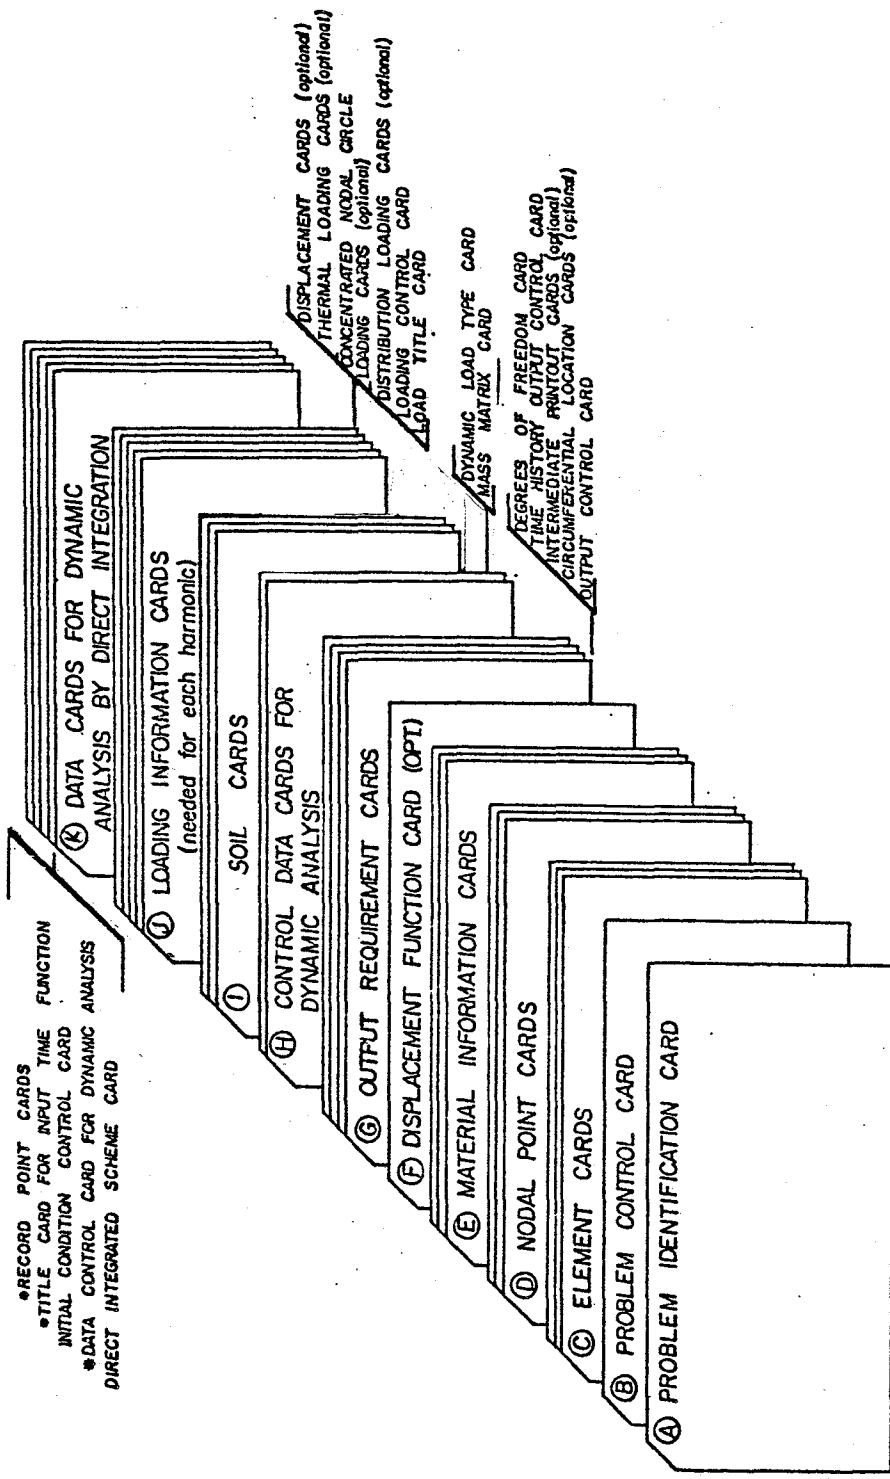 *RECORD POINT CARDS
*TITLE CARD FOR INPUT TIME FUNCTION
INITIAL CONDITION CONTROL CARD
*DATA CONTROL CARD FOR DYNAMIC ANALYSIS
DIRECT INTEGRATED SCHEME CARD
K DATA CARDS FOR DYNAMIC
ANALYSIS BY DIRECT INTEGRATION
J LOADING INFORMATION CARDS
(needed for each harmonic)
I SOIL CARDS
H CONTROL DATA CARDS FOR
DYNAMIC ANALYSIS
G OUTPUT REQUIREMENT CARDS
F DISPLACEMENT FUNCTION CARD (OPT.)
E MATERIAL INFORMATION CARDS
D NODAL POINT CARDS
C ELEMENT CARDS
B PROBLEM CONTROL CARD
A PROBLEM IDENTIFICATION CARD
DISPLACEMENT CARDS (optional)
THERMAL LOADING CARDS (optional)
CONCENTRATED NODAL CIRCLE
LOADING CARDS (optional)
DISTRIBUTION LOADING CARDS (optional)
LOADING CONTROL CARD
LOAD TITLE CARD
DYNAMIC LOAD TYPE CARD
MASS MATRIX CARD
DEGREES OF FREEDOM CARD
TIME HISTORY OUTPUT CONTROL CARD
INTERMEDIATE PRINTOUT CARDS (optional)
CIRCUMFERENTIAL LOCATION CARDS (optional)
OUTPUT CONTROL CARD